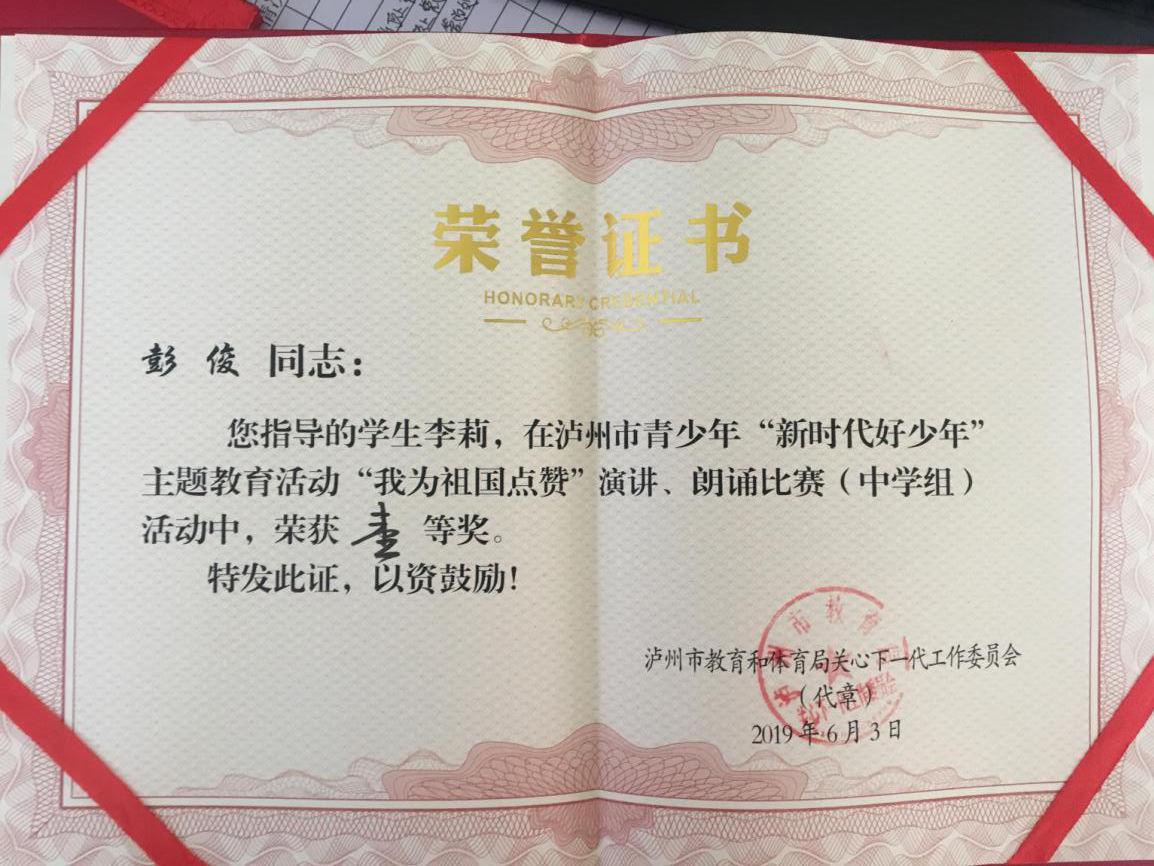 荣誉证书
HONORARY CREDENTIAL
彭俊 同志：
您指导的学生李莉，在泸州市青少年“新时代好少年”
主题教育活动“我为祖国点赞”演讲、朗诵比赛（中学组）
活动中，荣获 壹 等奖。
特发此证，以资鼓励！
泸州市教育和体育局关心下一代工作委员会
（代章）
2019年6月3日